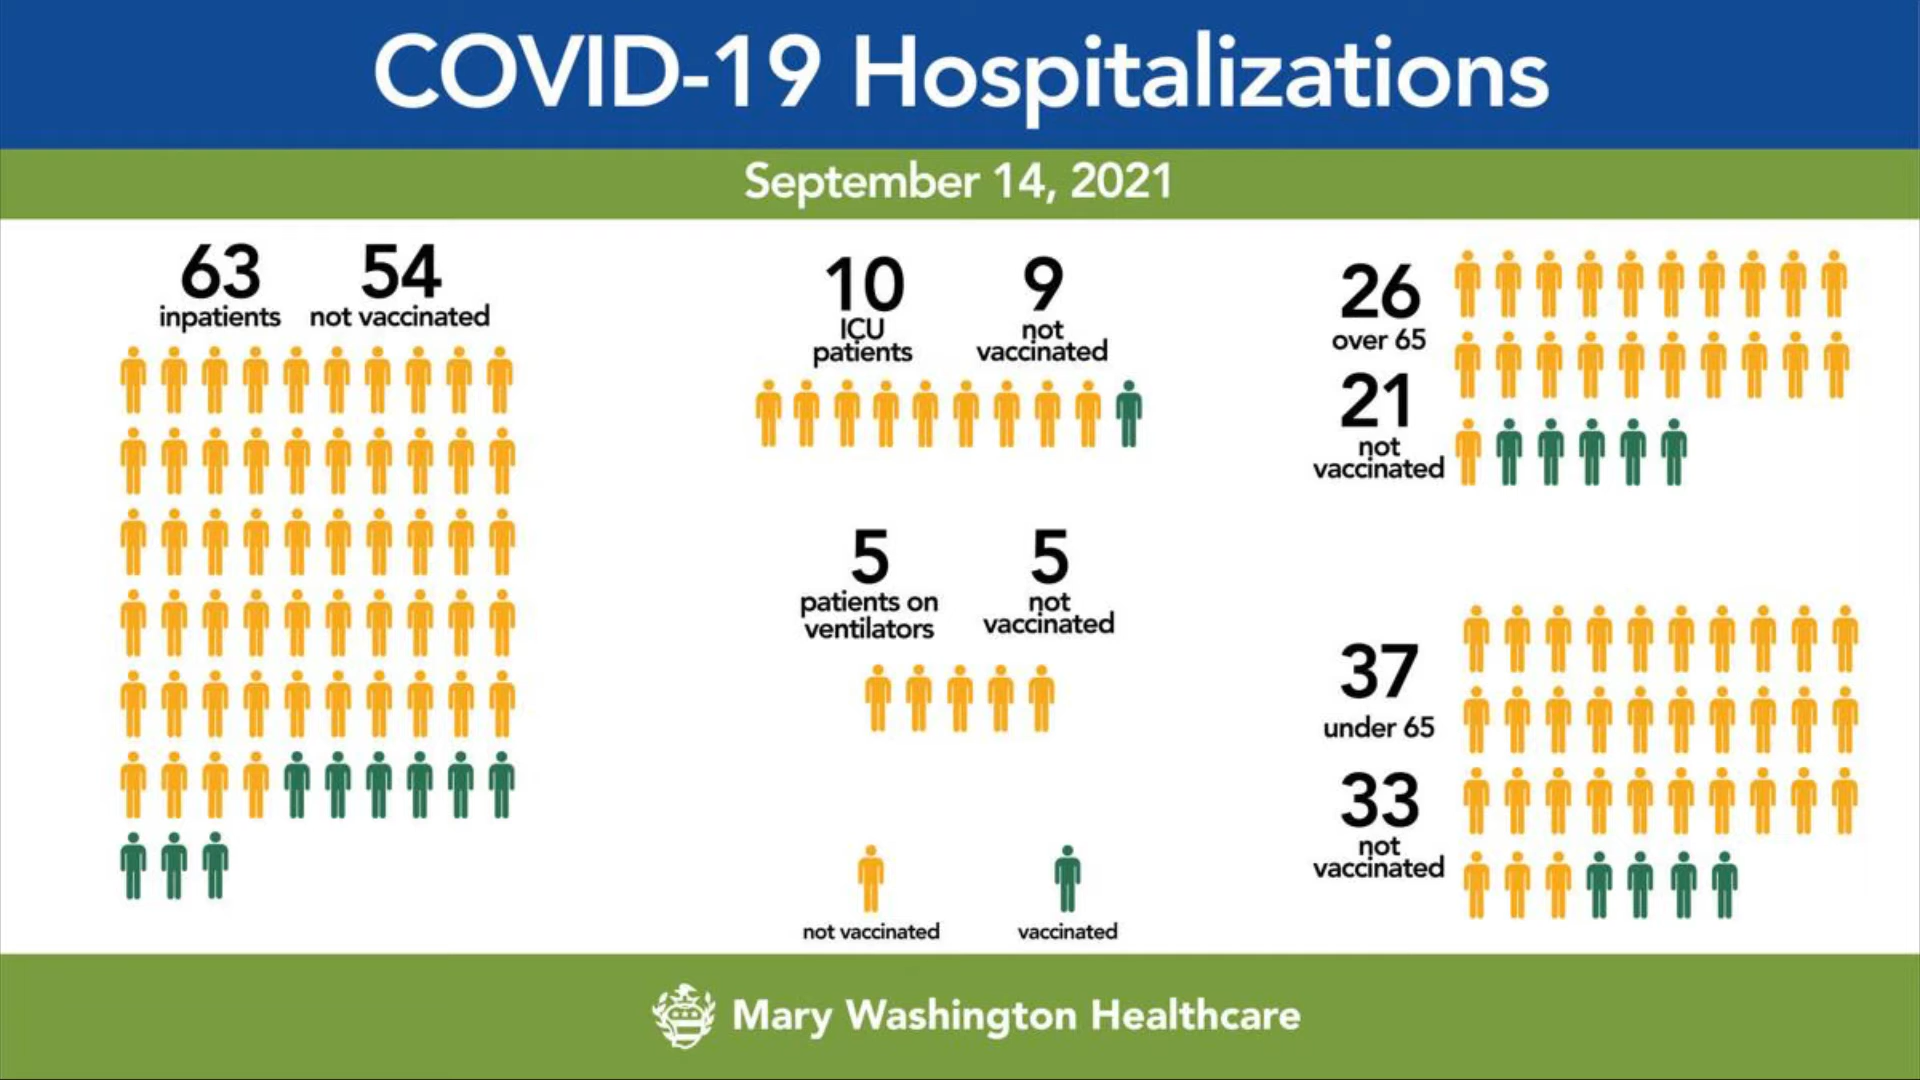 COVID-19 Hospitalizations
September 14, 2021
63 54
inpatients not vaccinated
10 9
ICU not
patients vaccinated
5 5
patients on not
ventilators vaccinated
not vaccinated vaccinated
26
over 65
21
not
vaccinated
37
under 65
33
not
vaccinated
Mary Washington Healthcare